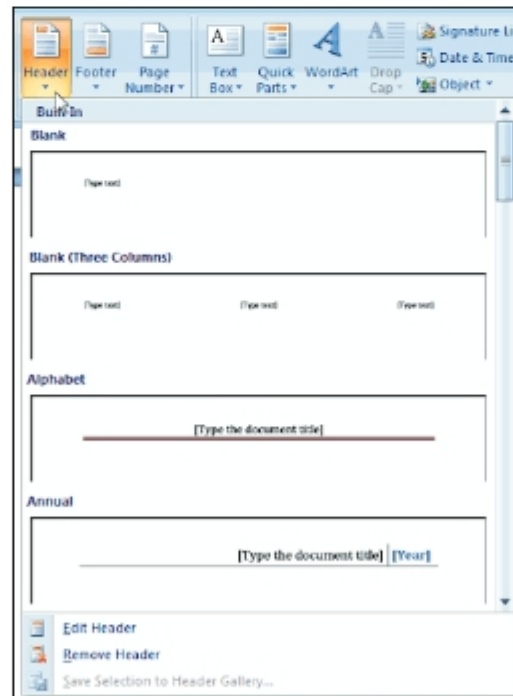 Header Footer Page Number Text Box Quick Parts WordArt Drop Cap Signature Li
Date & Time
Object
Built-In
Blank
[Type text]
Blank (Three Columns)
[Type text] [Type text] [Type text]
Alphabet
[Type the document title]
Annual
[Type the document title] [Year]
Edit Header
Remove Header
Save Selection to Header Gallery...